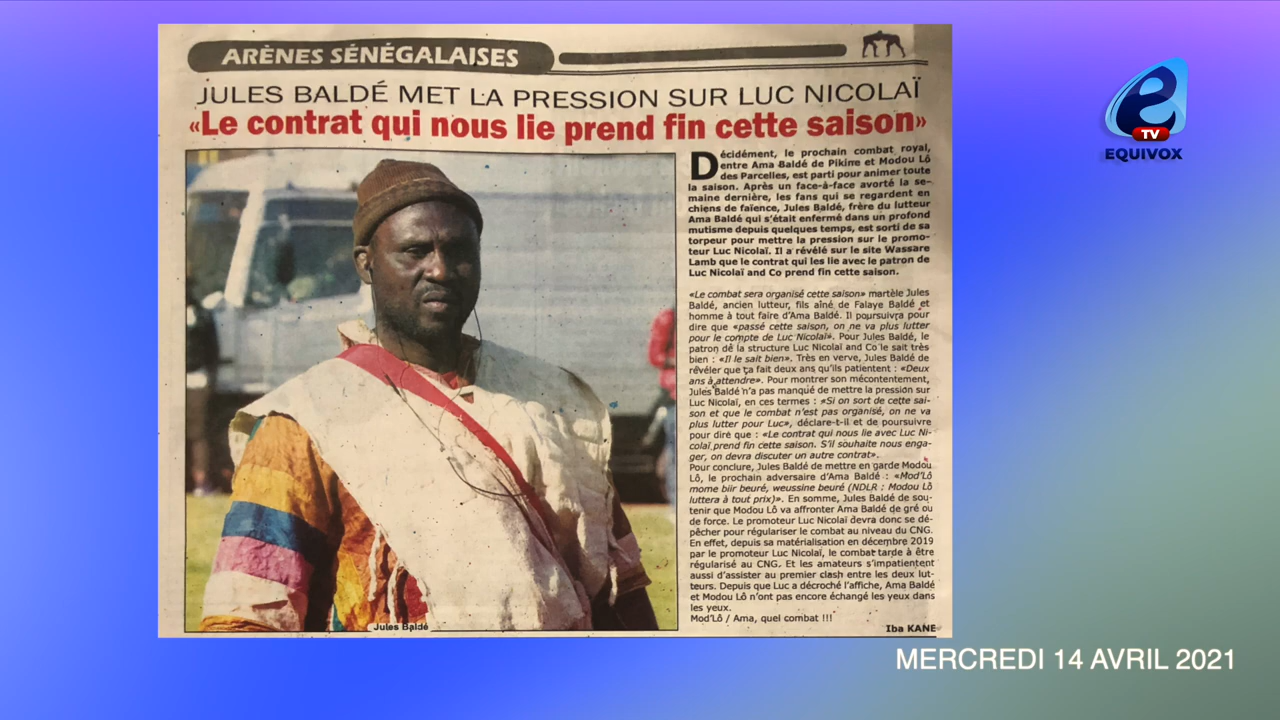 ARÈNES SÉNÉGALAISES
JULES BALDÉ MET LA PRESSION SUR LUC NICOLAÏ
«Le contrat qui nous lie prend fin cette saison»
Décidément, le prochain combat royal,
entre Ama Baldé de Pikine et Modou Lô
des Parcelles, est parti pour animer toute
la saison. Après un face-à-face avorté la se-
maine dernière, les fans qui se regardent en
chiens de faïence, Jules Baldé, frère du lutteur
Ama Baldé qui s'était enfermé dans un profond
mutisme depuis quelques temps, est sorti de sa
torpeur pour mettre la pression sur le promo-
teur Luc Nicolaï. Il a révélé sur le site Wassare
Lamb que le contrat qui les lie avec le patron de
Luc Nicolaï and Co prend fin cette saison.
«Le combat sera organisé cette saison» martèle Jules
Baldé, ancien lutteur, fils aîné de Falaye Baldé et
homme à tout faire d'Ama Baldé. Il poursuivra pour
dire que «passé cette saison, on ne va plus lutter
pour le compte de Luc Nicolaï». Pour Jules Baldé, le
patron de la structure Luc Nicolaï and Co le sait très
bien : «Il le sait bien». Très en verve, Jules Baldé de
révéler que ça fait deux ans qu'ils patientent : «Deux
ans à attendre». Pour montrer son mécontentement,
Jules Baldé n'a pas manqué de mettre la pression sur
Luc Nicolaï, en ces termes : «Si on sort de cette sai-
son et que le combat n'est pas organisé, on ne va
plus lutter pour Luc», déclare-t-il et de poursuivre
pour dire que : «Le contrat qui nous lie avec Luc Ni-
colaï prend fin cette saison. S'il souhaite nous enga-
ger, on devra discuter un autre contrat».
Pour conclure, Jules Baldé de mettre en garde Modou
Lô, le prochain adversaire d'Ama Baldé : «Mod'Lô
mome biir beuré, weussine beuré (NDLR : Modou Lô
luttera à tout prix)». En somme, Jules Baldé de sou-
tenir que Modou Lô va affronter Ama Baldé de gré ou
de force. Le promoteur Luc Nicolaï devra donc se dé-
pêcher pour régulariser le combat au niveau du CNG.
En effet, depuis sa matérialisation en décembre 2019
par le promoteur Luc Nicolaï, le combat tarde à être
régularisé au CNG. Et les amateurs s'impatientent
aussi d'assister au premier clash entre les deux lut-
teurs. Depuis que Luc a décroché l'affiche, Ama Baldé
et Modou Lô n'ont pas encore échangé les yeux dans
les yeux.
Mod'Lô / Ama, quel combat !!!
Iba KANE
Jules Baldé
e
TV
EQUIVOX
MERCREDI 14 AVRIL 2021